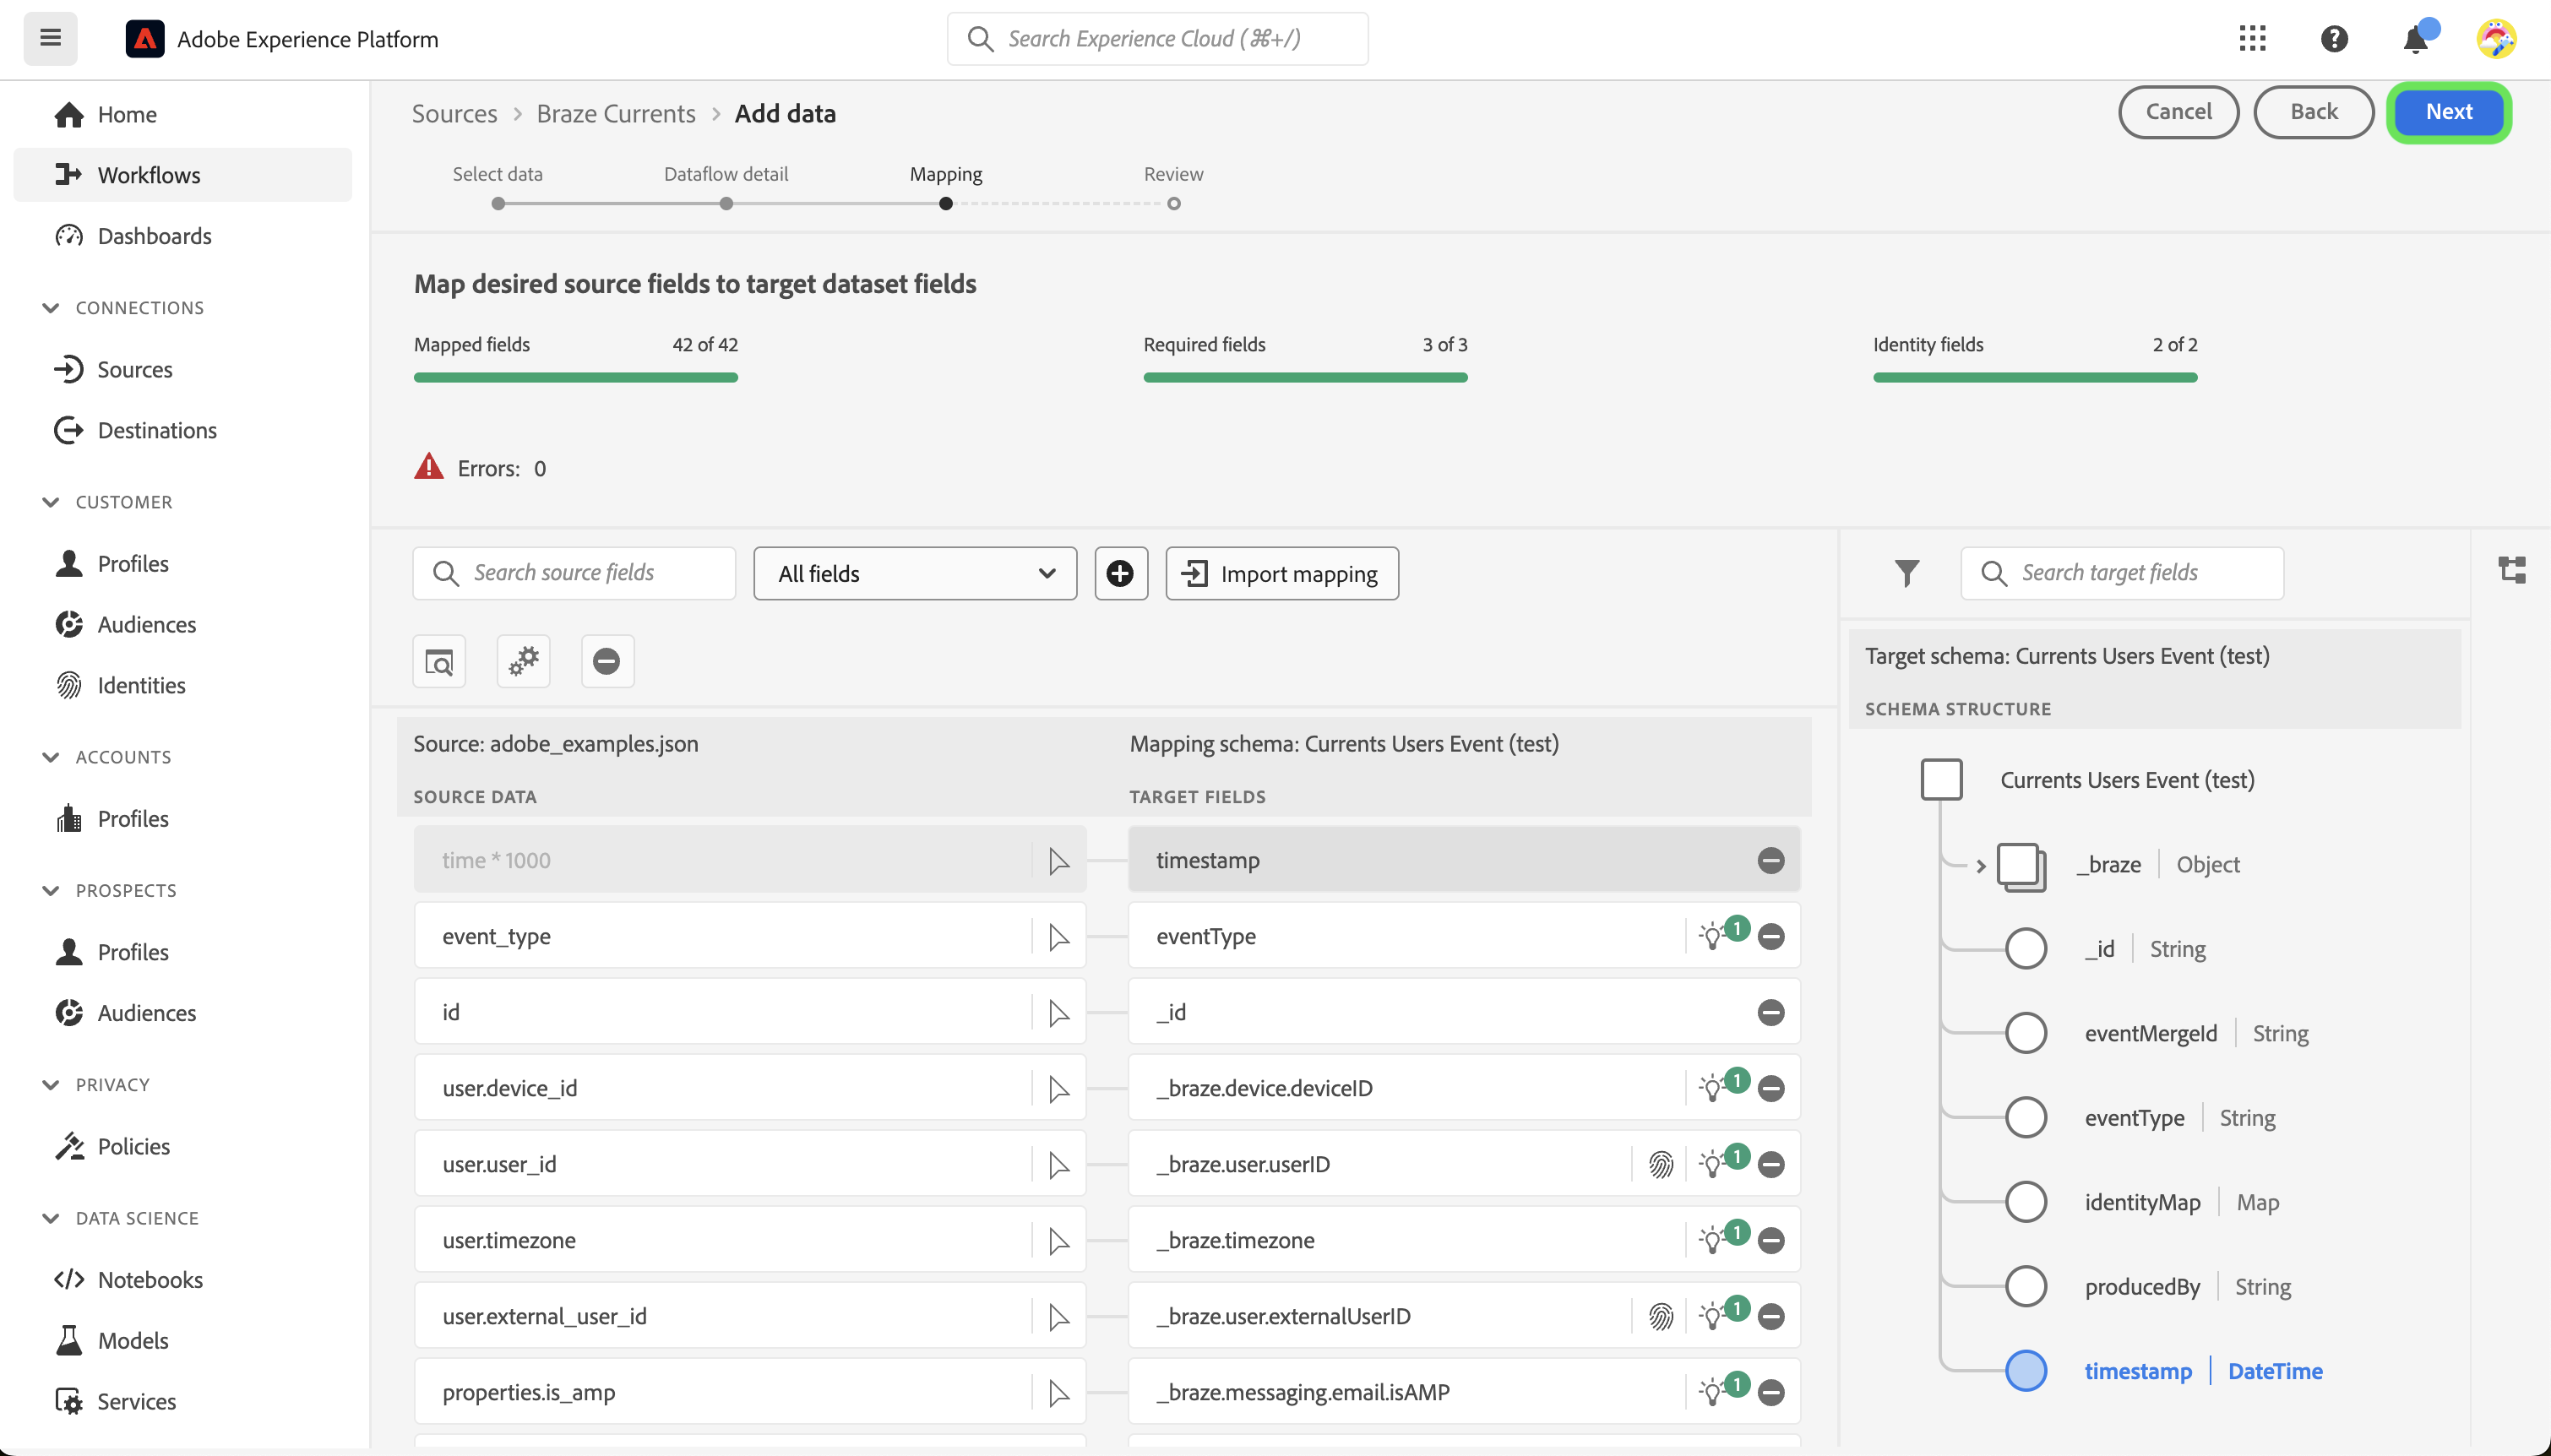 Adobe Experience Platform
Search Experience Cloud (⌘+/)
Home
Workflows
Dashboards
CONNECTIONS
Sources
Destinations
CUSTOMER
Profiles
Audiences
Identities
ACCOUNTS
Profiles
PROSPECTS
Profiles
Audiences
PRIVACY
Policies
DATA SCIENCE
Notebooks
Models
Services
Sources > Braze Currents > Add data
Cancel
Back
Next
Select data
Dataflow detail
Mapping
Review
Map desired source fields to target dataset fields
Mapped fields 42 of 42
Required fields 3 of 3
Identity fields 2 of 2
Errors: 0
Search source fields
All fields
Import mapping
Source: adobe_examples.json
Mapping schema: Currents Users Event (test)
SOURCE DATA
TARGET FIELDS
time * 1000
timestamp
event_type
eventType
1
id
_id
user.device_id
_braze.device.deviceID
1
user.user_id
_braze.user.userID
1
user.timezone
_braze.timezone
1
user.external_user_id
_braze.user.externalUserID
1
properties.is_amp
_braze.messaging.email.isAMP
1
Search target fields
Target schema: Currents Users Event (test)
SCHEMA STRUCTURE
Currents Users Event (test)
_braze | Object
_id | String
eventMergeId | String
eventType | String
identityMap | Map
producedBy | String
timestamp | DateTime